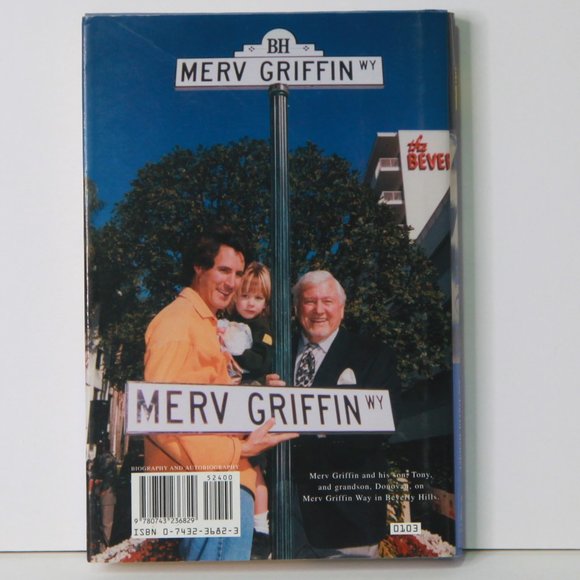 BH
MERV GRIFFIN WY
the
BEVER
MERV GRIFFIN WY
BIOGRAPHY AND AUTOBIOGRAPHY
52400
9 780743 236829
ISBN 0-7432-3682-3
Merv Griffin and his son, Tony,
and grandson, Donovan, on
Merv Griffin Way in Beverly Hills.
0103